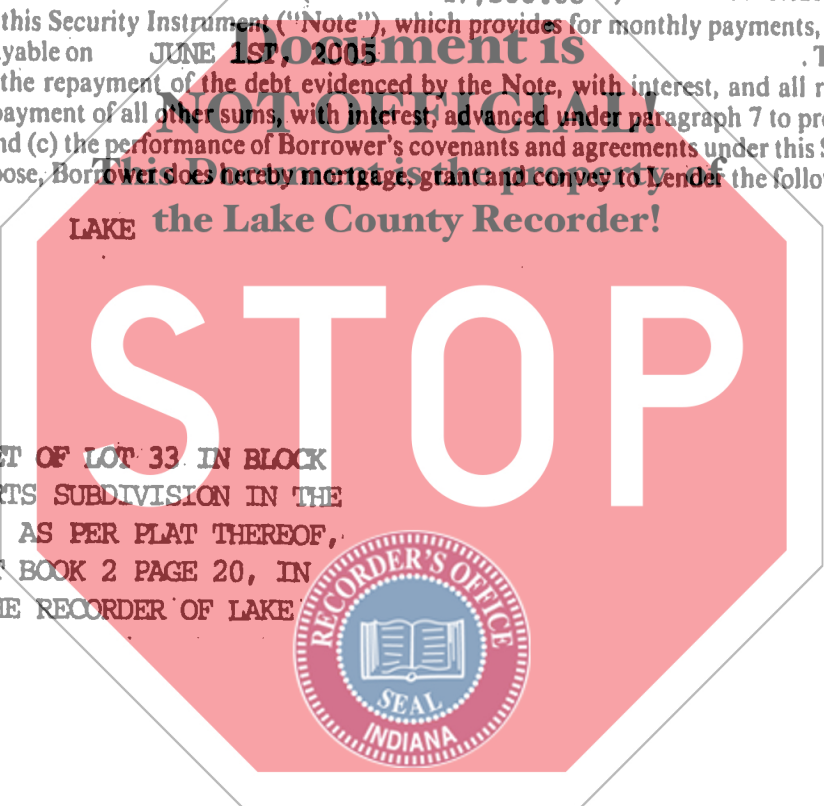 this Security Instrument ("Note"), which provides for monthly payments,
yable on JUNE 1ST, 2005 . T
the repayment of the debt evidenced by the Note, with interest, and all r
payment of all other sums, with interest, advanced under paragraph 7 to pro
nd (c) the performance of Borrower's covenants and agreements under this S
pose, Borrower does hereby mortgage, grant and convey to Lender the follow
Document is
NOT OFFICIAL!
This Document is the property of
the Lake County Recorder!
LAKE
STOP
ET OF LOT 33 IN BLOCK
RTS SUBDIVISION IN THE
AS PER PLAT THEREOF,
T BOOK 2 PAGE 20, IN
HE RECORDER OF LAKE
RECORDER'S OFFICE
SEAL
INDIANA